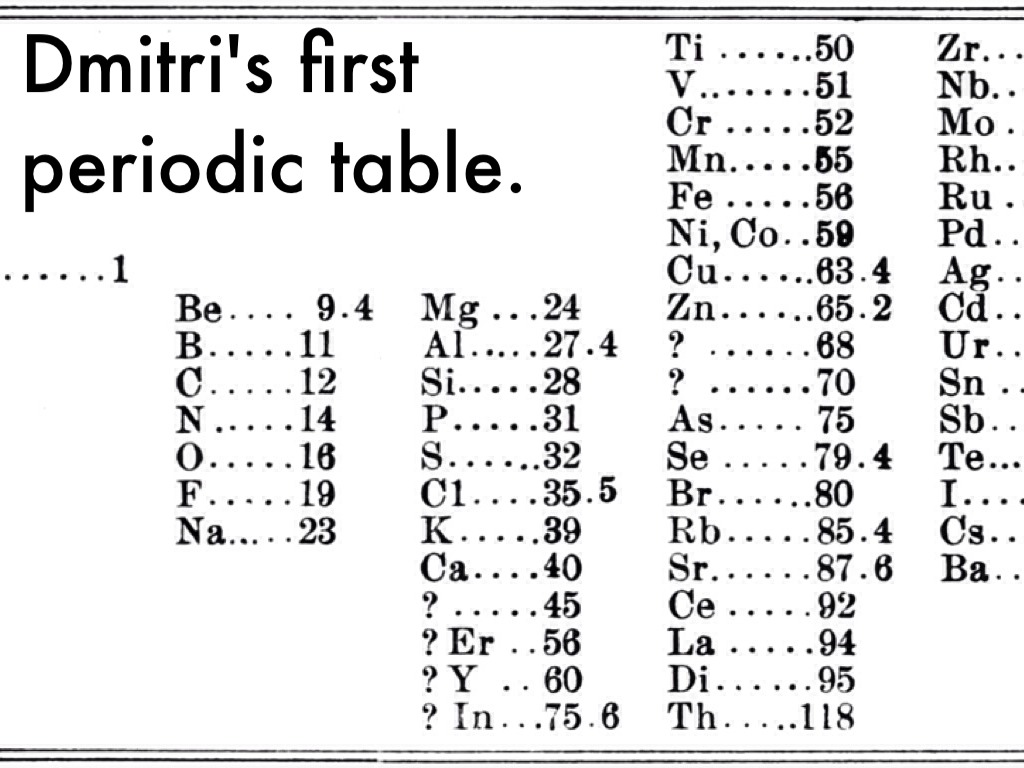 Dmitri's first
periodic table.
......1
Be.... 9.4
B.....11
C.....12
N.....14
O.....16
F.....19
Na.....23
Mg ...24
Al.....27.4
Si.....28
P.....31
S......32
Cl....35.5
K.....39
Ca....40
? .....45
? Er ..56
? Y .. 60
? In...75.6
Ti ......50
V........51
Cr .....52
Mn.....55
Fe .....56
Ni, Co..59
Cu......63.4
Zn......65.2
? ......68
? ......70
As..... 75
Se .....79.4
Br......80
Rb.....85.4
Sr......87.6
Ce .....92
La .....94
Di......95
Th.....118
Zr...
Nb..
Mo .
Rh..
Ru .
Pd..
Ag..
Cd..
Ur..
Sn ..
Sb..
Te...
I....
Cs..
Ba..